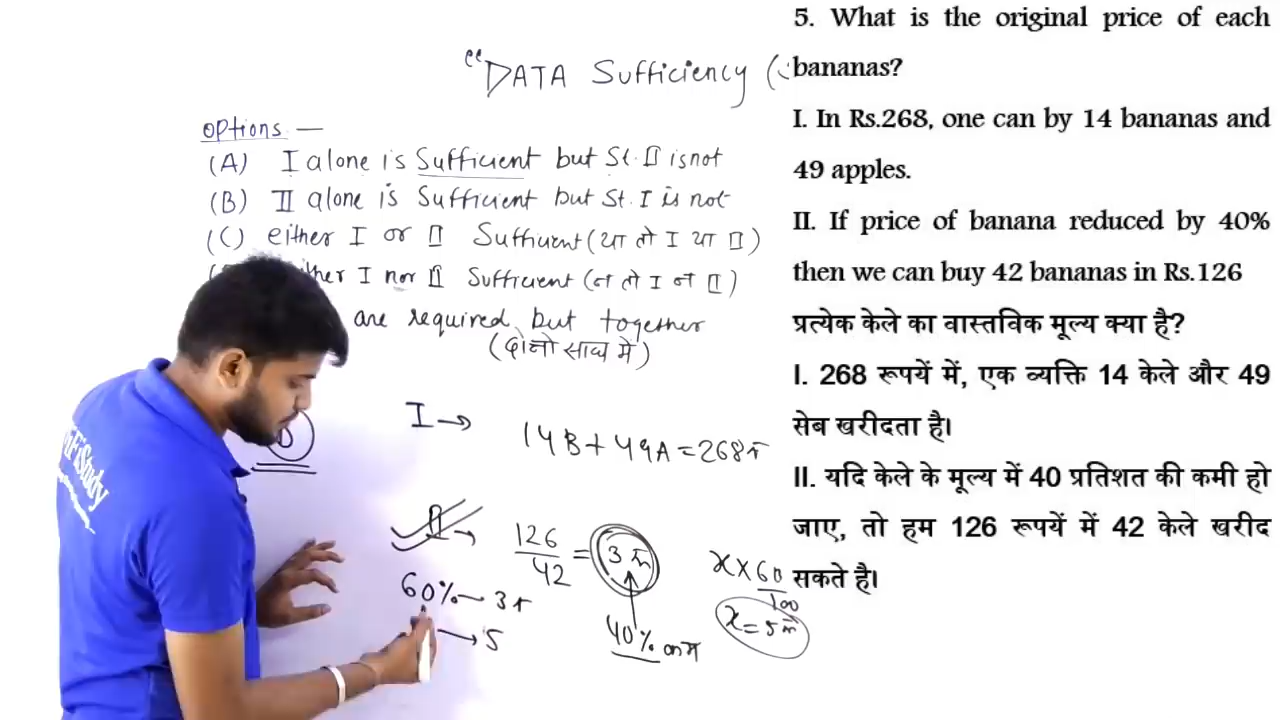 “DATA Sufficiency (
options —
(A) I alone is Sufficient but St. II is not
(B) II alone is Sufficient but St. I is not
(C) either I or II Sufficient (या तो I या II)
ither I nor II Sufficient (न तो I न II)
are required but together
(दोनो साथ में)
I →
14B + 49A = 268₹
II →
126/42 = 3 रू
60% — 3₹
→ 5
40% कम
x × 60/100
x = 5 रू
FiStudy
5. What is the original price of each
bananas?
I. In Rs.268, one can by 14 bananas and
49 apples.
II. If price of banana reduced by 40%
then we can buy 42 bananas in Rs.126
प्रत्येक केले का वास्तविक मूल्य क्या है?
I. 268 रूपयें में, एक व्यक्ति 14 केले और 49
सेब खरीदता है।
II. यदि केले के मूल्य में 40 प्रतिशत की कमी हो
जाए, तो हम 126 रूपयें में 42 केले खरीद
सकते है।